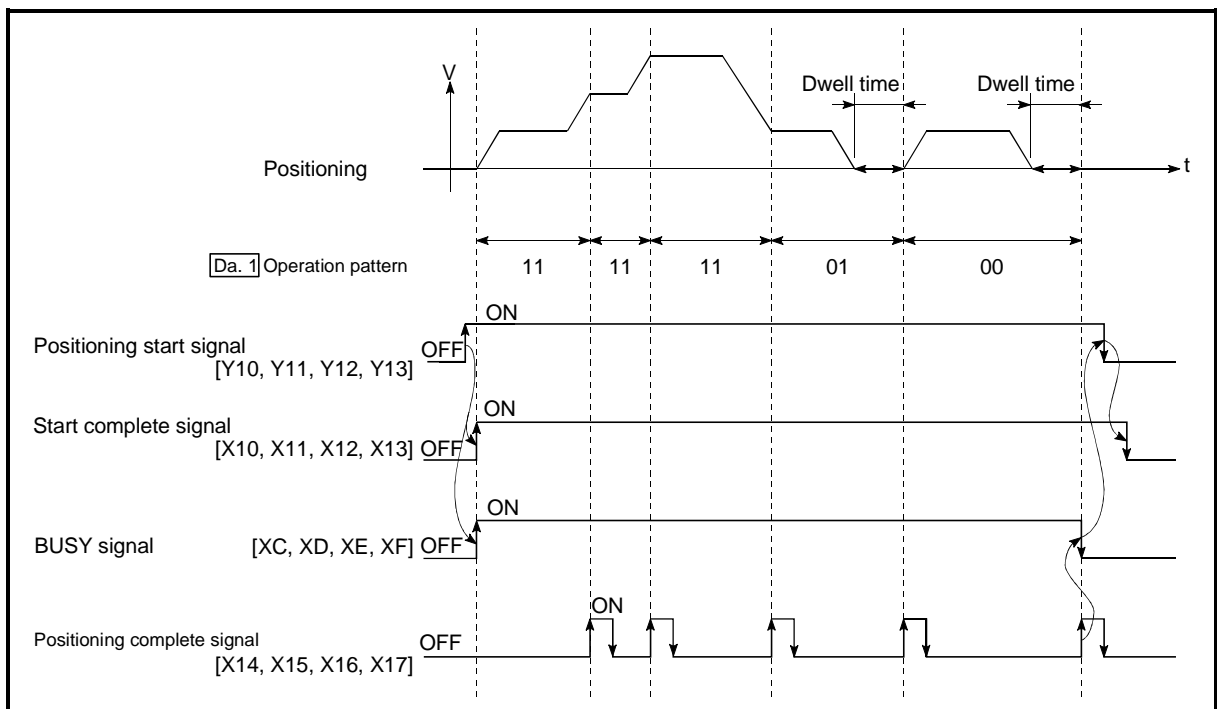 V
Dwell time Dwell time
Positioning t
Da. 1 Operation pattern 11 11 11 01 00
ON
Positioning start signal OFF
[Y10, Y11, Y12, Y13]
ON
Start complete signal
[X10, X11, X12, X13] OFF
ON
BUSY signal [XC, XD, XE, XF] OFF
ON
Positioning complete signal OFF
[X14, X15, X16, X17]